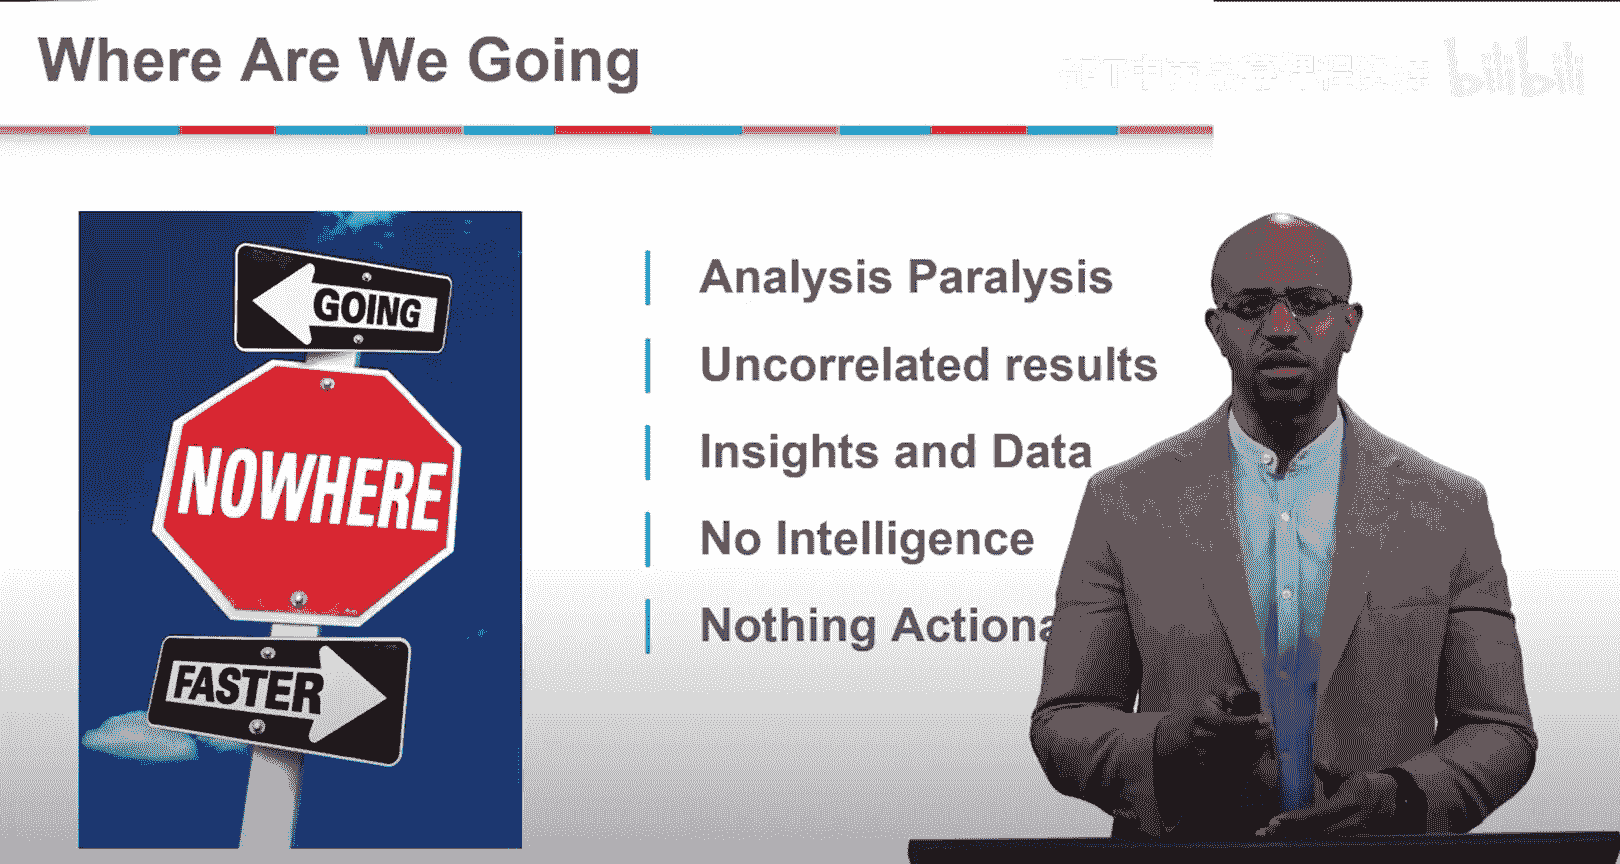 Where Are We Going
bilibili
GOING
NOWHERE
FASTER
Analysis Paralysis
Uncorrelated results
Insights and Data
No Intelligence
Nothing Actiona